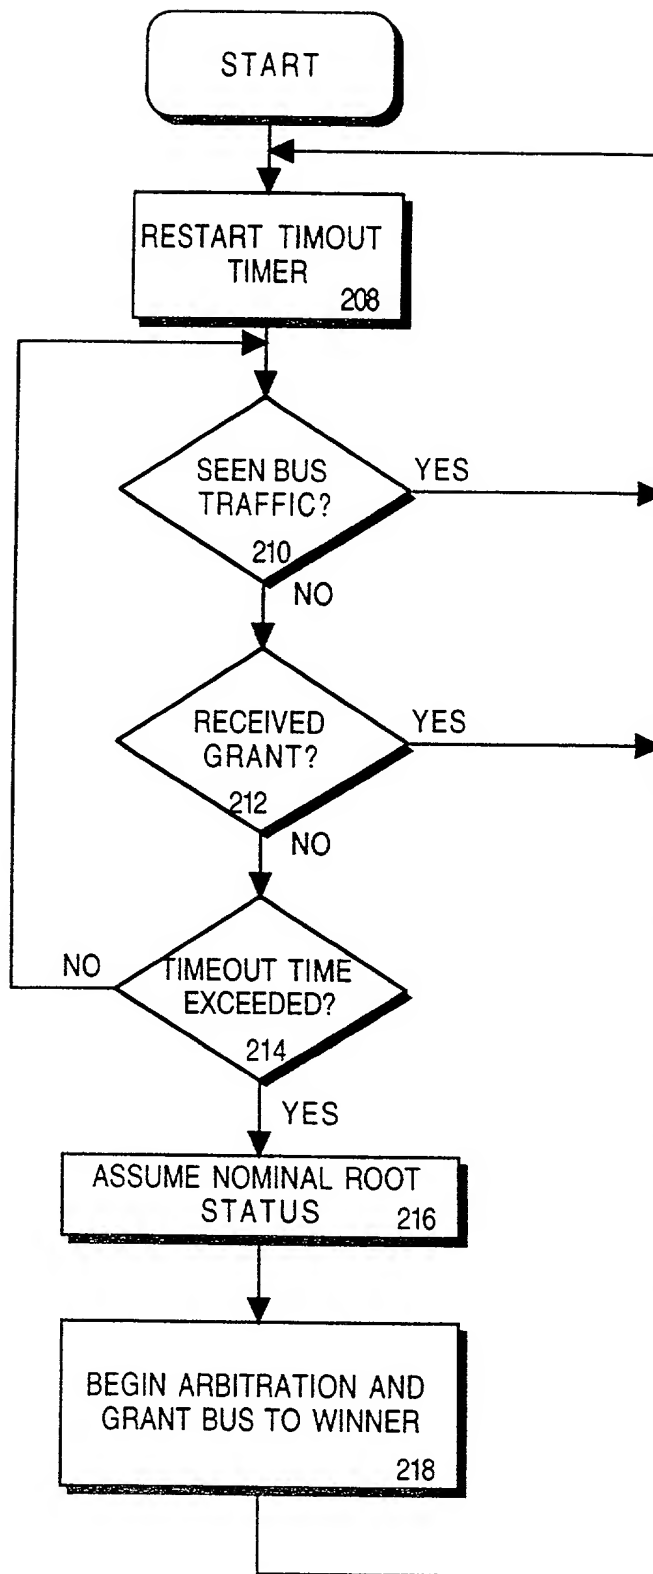 START
RESTART TIMOUT
TIMER
208
SEEN BUS
TRAFFIC?
210
YES
NO
RECEIVED
GRANT?
212
YES
NO
TIMEOUT TIME
EXCEEDED?
214
NO
YES
ASSUME NOMINAL ROOT
STATUS 216
BEGIN ARBITRATION AND
GRANT BUS TO WINNER
218